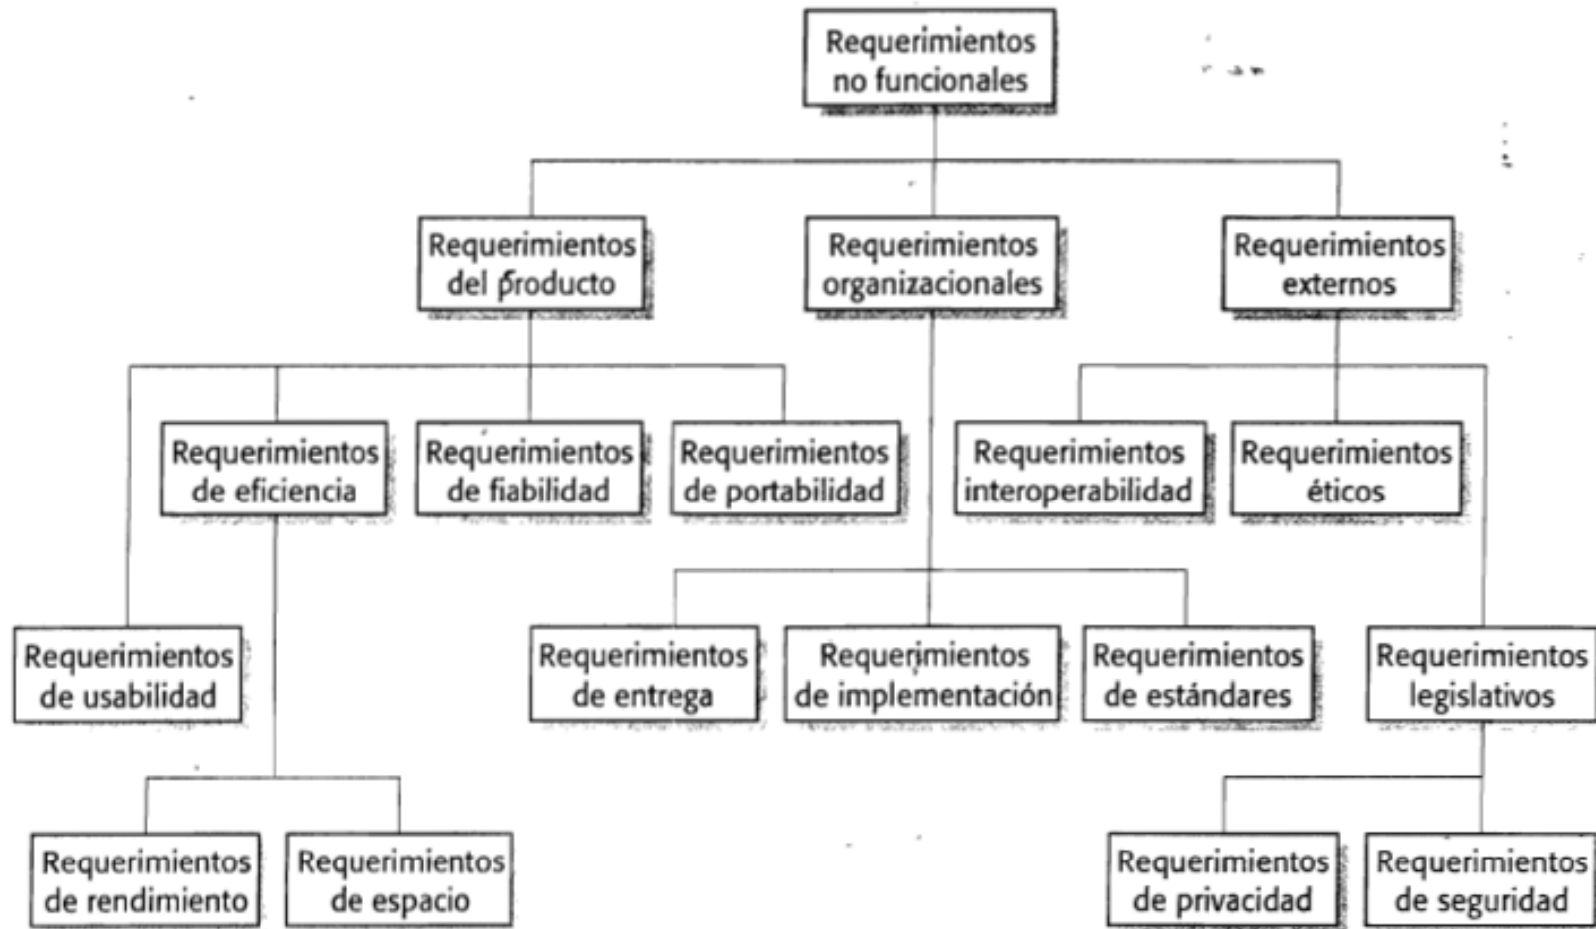 Requerimientos
no funcionales
Requerimientos
del producto
Requerimientos
organizacionales
Requerimientos
externos
Requerimientos
de eficiencia
Requerimientos
de fiabilidad
Requerimientos
de portabilidad
Requerimientos
interoperabilidad
Requerimientos
éticos
Requerimientos
de usabilidad
Requerimientos
de entrega
Requerimientos
de implementación
Requerimientos
de estándares
Requerimientos
legislativos
Requerimientos
de rendimiento
Requerimientos
de espacio
Requerimientos
de privacidad
Requerimientos
de seguridad